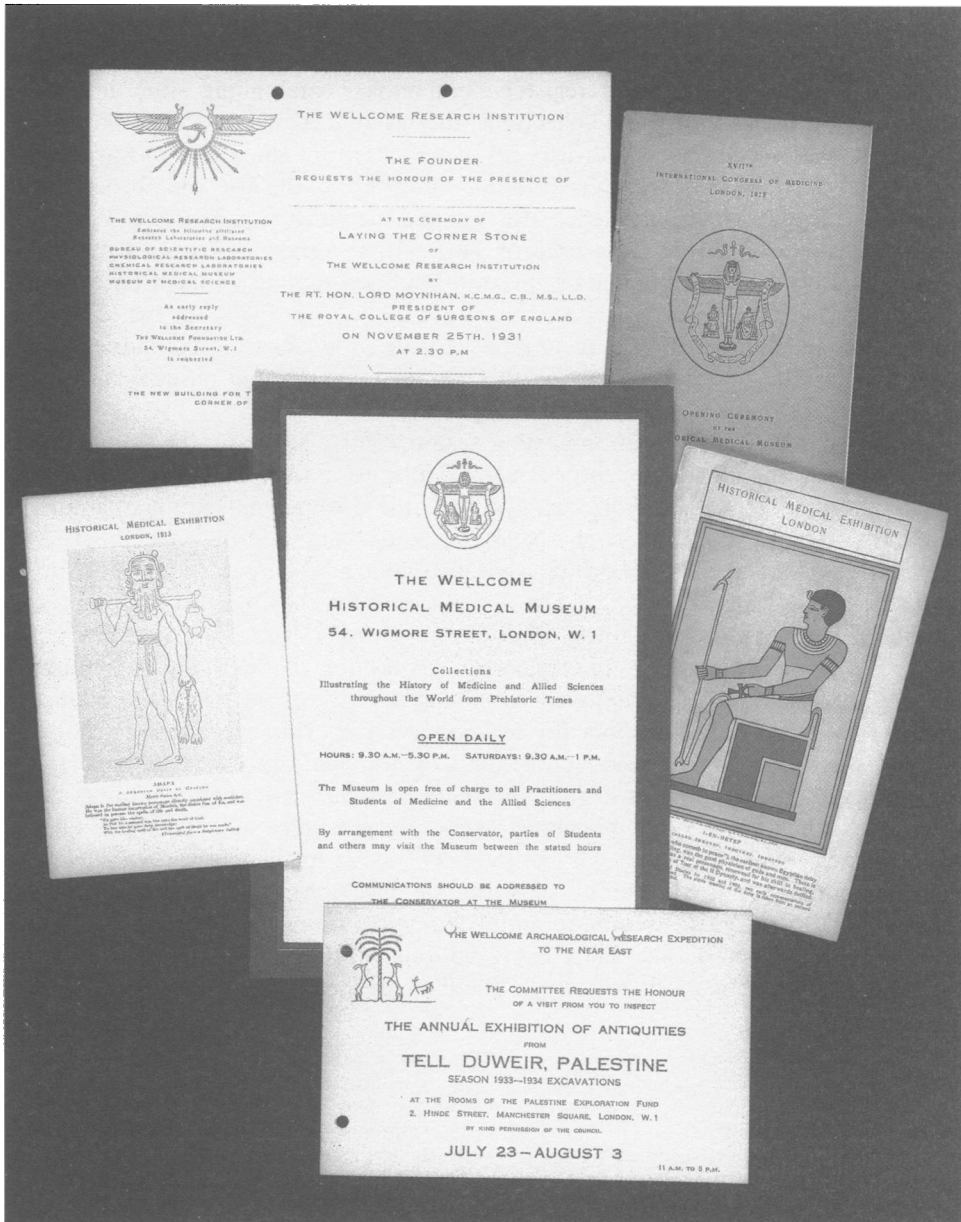 THE WELLCOME RESEARCH INSTITUTION
Embraces the following affiliated
Research Laboratories and Museums
BUREAU OF SCIENTIFIC RESEARCH
PHYSIOLOGICAL RESEARCH LABORATORIES
CHEMICAL RESEARCH LABORATORIES
HISTORICAL MEDICAL MUSEUM
MUSEUM OF MEDICAL SCIENCE
An early reply
addressed
to the Secretary
THE WELLCOME FOUNDATION LTD.
54, Wigmore Street, W.1
is requested
THE WELLCOME RESEARCH INSTITUTION
THE FOUNDER
REQUESTS THE HONOUR OF THE PRESENCE OF
AT THE CEREMONY OF
LAYING THE CORNER STONE
OF
THE WELLCOME RESEARCH INSTITUTION
BY
THE RT. HON. LORD MOYNIHAN, K.C.M.G., C.B., M.S., LL.D.
PRESIDENT OF
THE ROYAL COLLEGE OF SURGEONS OF ENGLAND
ON NOVEMBER 25TH, 1931
AT 2.30 P.M
THE NEW BUILDING FOR T
CORNER OF
XVIITH
INTERNATIONAL CONGRESS OF MEDICINE
LONDON, 1913
OPENING CEREMONY
OF THE
ORICAL MEDICAL MUSEUM
HISTORICAL MEDICAL EXHIBITION
LONDON, 1913
ADAPA
THE WELLCOME
HISTORICAL MEDICAL MUSEUM
54, WIGMORE STREET, LONDON, W. 1
Collections
Illustrating the History of Medicine and Allied Sciences
throughout the World from Prehistoric Times
OPEN DAILY
HOURS: 9.30 A.M.—5.30 P.M. SATURDAYS: 9.30 A.M.—1 P.M.
The Museum is open free of charge to all Practitioners and
Students of Medicine and the Allied Sciences
By arrangement with the Conservator, parties of Students
and others may visit the Museum between the stated hours
COMMUNICATIONS SHOULD BE ADDRESSED TO
THE CONSERVATOR AT THE MUSEUM
HISTORICAL MEDICAL EXHIBITION
LONDON
I-EM-HETEP
THE WELLCOME ARCHAEOLOGICAL RESEARCH EXPEDITION
TO THE NEAR EAST
THE COMMITTEE REQUESTS THE HONOUR
OF A VISIT FROM YOU TO INSPECT
THE ANNUAL EXHIBITION OF ANTIQUITIES
FROM
TELL DUWEIR, PALESTINE
SEASON 1933—1934 EXCAVATIONS
AT THE ROOMS OF THE PALESTINE EXPLORATION FUND
2, HINDE STREET, MANCHESTER SQUARE, LONDON, W.1
BY KIND PERMISSION OF THE COUNCIL
JULY 23 – AUGUST 3
11 A.M. TO 5 P.M.